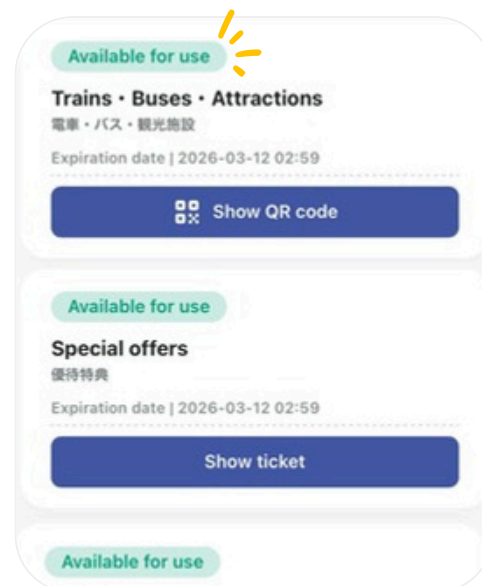 Available for use
Trains・Buses・Attractions
電車・バス・観光施設
Expiration date | 2026-03-12 02:59
Show QR code
Available for use
Special offers
優待特典
Expiration date | 2026-03-12 02:59
Show ticket
Available for use